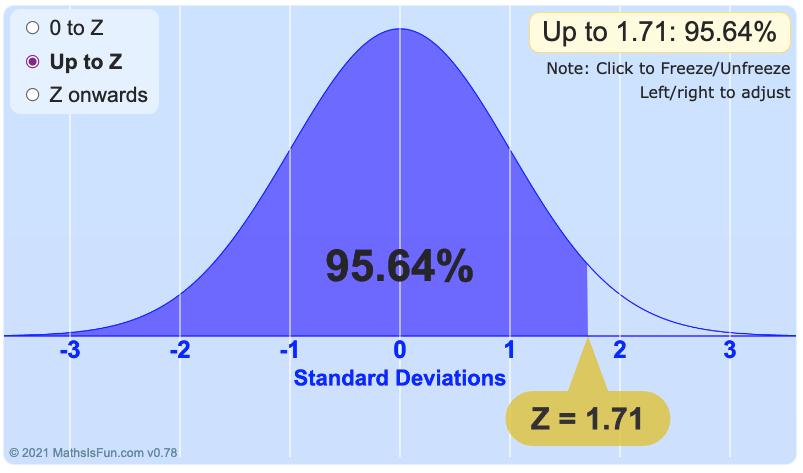 0 to Z
Up to Z
Z onwards
Up to 1.71: 95.64%
Note: Click to Freeze/Unfreeze
Left/right to adjust
95.64%
-3 -2 -1 0 1 2 3
Standard Deviations
Z = 1.71
© 2021 MathsIsFun.com v0.78